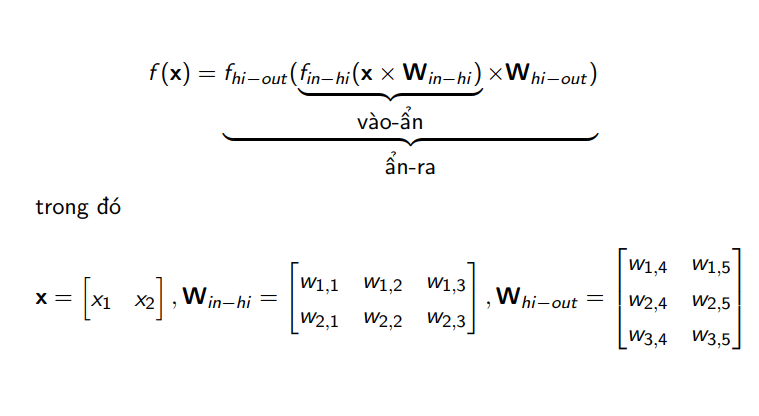 f(x) = f_{hi−out}(f_{in−hi}(x × W_{in−hi}) ×W_{hi−out})
vào-ẩn
ẩn-ra
trong đó
x = [x_1 x_2], W_{in−hi} = [w_{1,1} w_{1,2} w_{1,3}; w_{2,1} w_{2,2} w_{2,3}], W_{hi−out} = [w_{1,4} w_{1,5}; w_{2,4} w_{2,5}; w_{3,4} w_{3,5}]